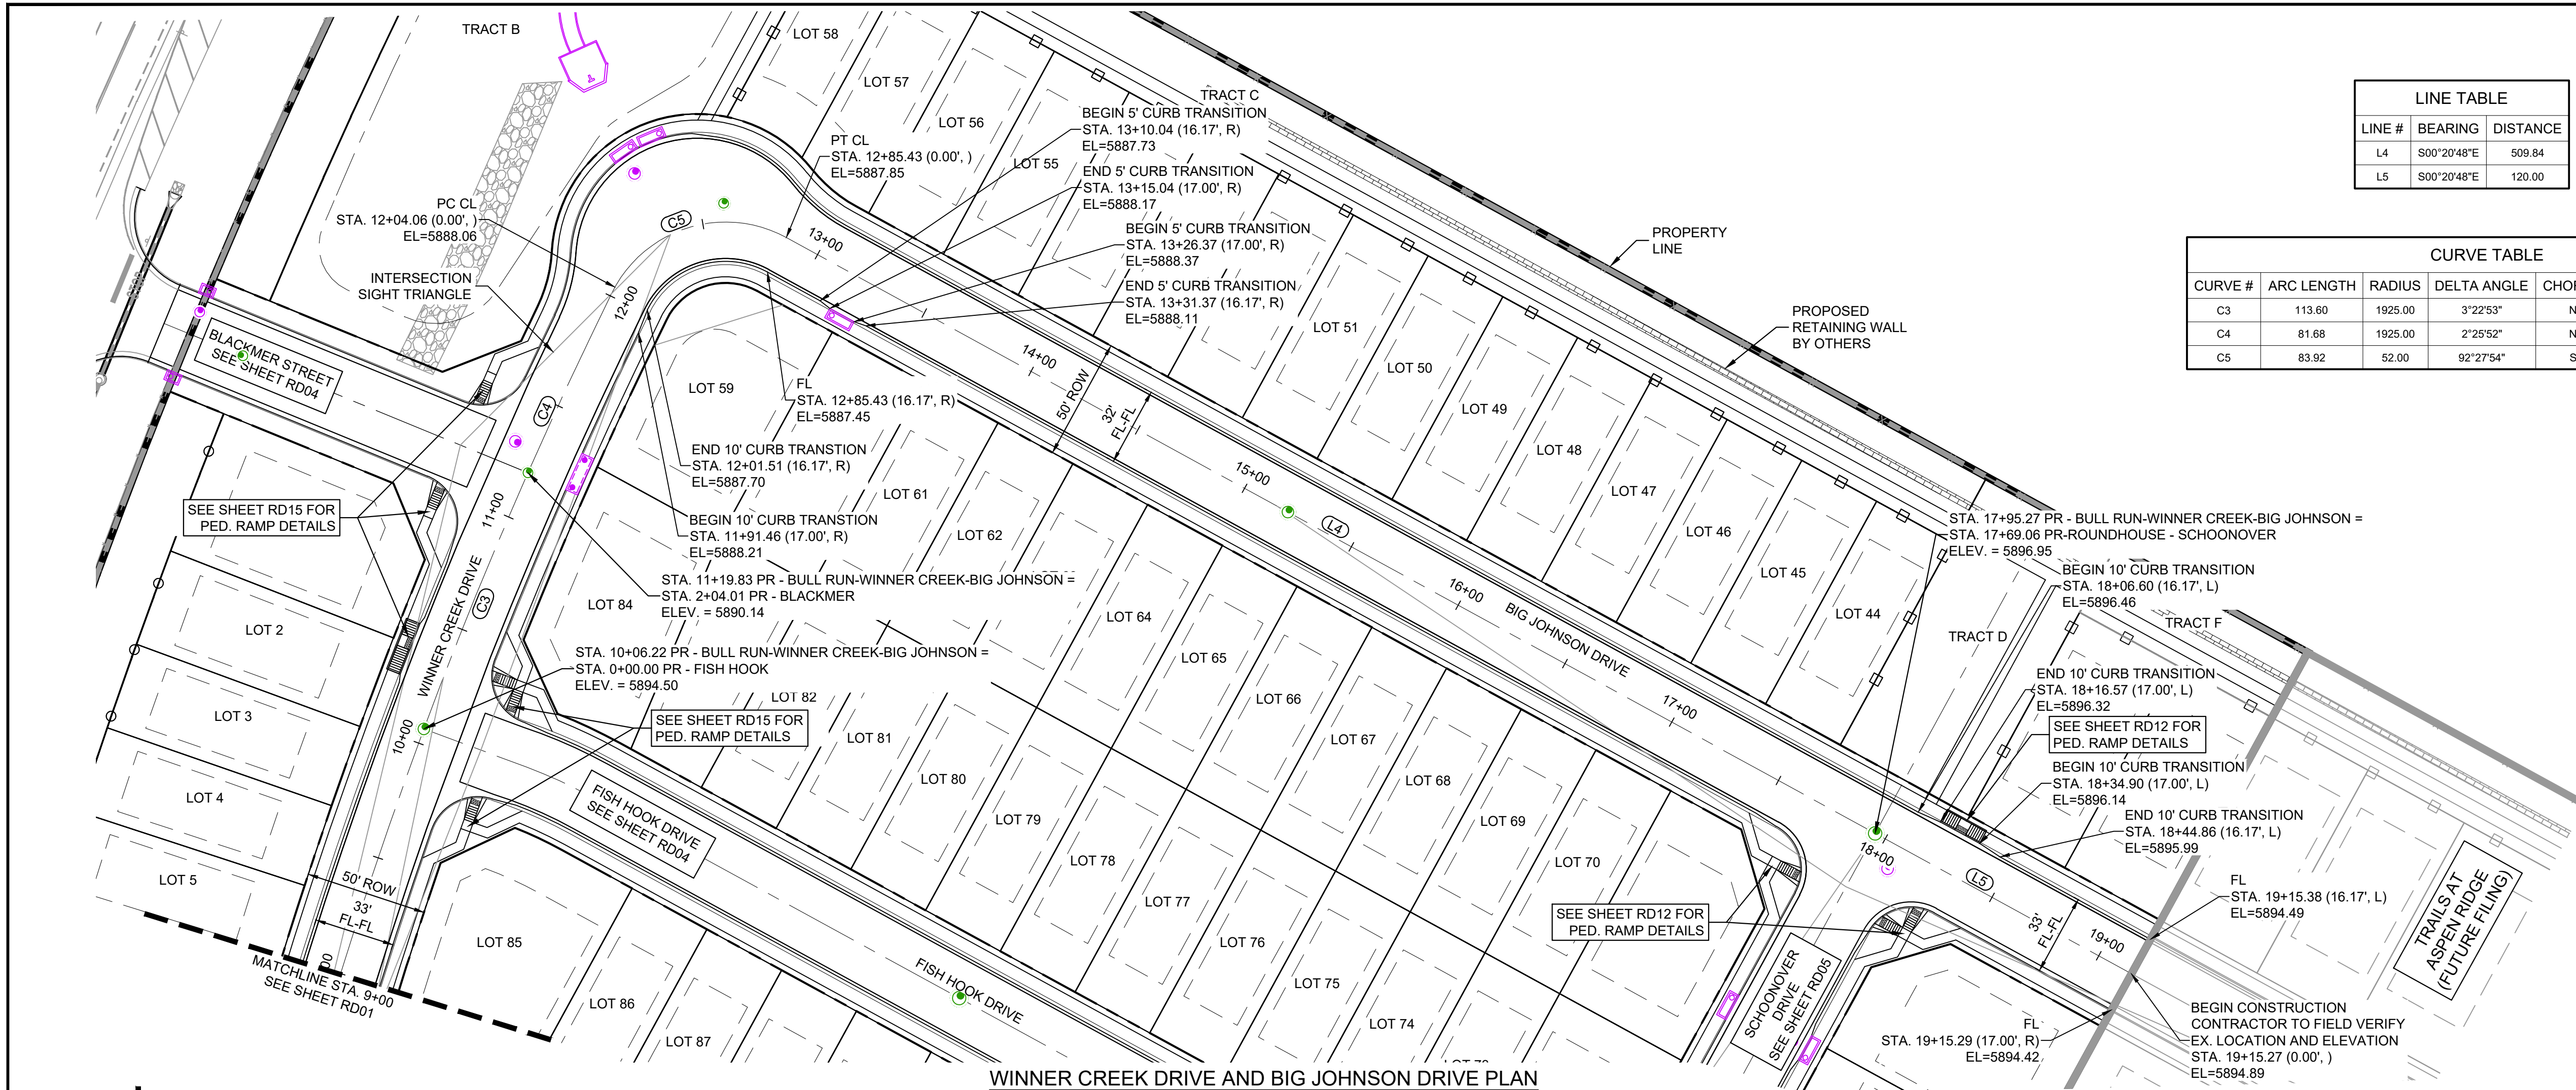 TRACT B
LOT 58
LOT 57
LOT 56
LOT 55
TRACT C
BEGIN 5' CURB TRANSITION
STA. 13+10.04 (16.17', R)
EL=5887.73
END 5' CURB TRANSITION
STA. 13+15.04 (17.00', R)
EL=5888.17
BEGIN 5' CURB TRANSITION
STA. 13+26.37 (17.00', R)
EL=5888.37
END 5' CURB TRANSITION
STA. 13+31.37 (16.17', R)
EL=5888.11
PT CL
STA. 12+85.43 (0.00', )
EL=5887.85
PC CL
STA. 12+04.06 (0.00', )
EL=5888.06
INTERSECTION
SIGHT TRIANGLE
C5
13+00
12+00
BLACKMER STREET
SEE SHEET RD04
C4
PROPERTY
LINE
PROPOSED
RETAINING WALL
BY OTHERS
LINE TABLE
LINE # BEARING DISTANCE
L4 S00°20'48"E 509.84
L5 S00°20'48"E 120.00
CURVE TABLE
CURVE # ARC LENGTH RADIUS DELTA ANGLE
C3 113.60 1925.00 3°22'53" N
C4 81.68 1925.00 2°25'52" N
C5 83.92 52.00 92°27'54" S
LOT 51
LOT 50
LOT 49
LOT 48
LOT 47
LOT 46
LOT 45
LOT 44
14+00
50' ROW
32'
FL-FL
LOT 59
FL
STA. 12+85.43 (16.17', R)
EL=5887.45
END 10' CURB TRANSTION
STA. 12+01.51 (16.17', R)
EL=5887.70
LOT 61
BEGIN 10' CURB TRANSTION
STA. 11+91.46 (17.00', R)
EL=5888.21
LOT 62
STA. 11+19.83 PR - BULL RUN-WINNER CREEK-BIG JOHNSON =
STA. 2+04.01 PR - BLACKMER
ELEV. = 5890.14
LOT 84
STA. 10+06.22 PR - BULL RUN-WINNER CREEK-BIG JOHNSON =
STA. 0+00.00 PR - FISH HOOK
ELEV. = 5894.50
SEE SHEET RD15 FOR
PED. RAMP DETAILS
11+00
C3
WINNER CREEK DRIVE
10+00
LOT 2
LOT 3
LOT 4
LOT 5
50' ROW
33'
FL-FL
00
MATCHLINE STA. 9+00
SEE SHEET RD01
SEE SHEET RD15 FOR
PED. RAMP DETAILS
LOT 82
LOT 81
LOT 80
LOT 79
LOT 78
LOT 77
LOT 76
LOT 75
LOT 74
LOT 64
LOT 65
LOT 66
LOT 67
LOT 68
LOT 69
LOT 70
15+00
L4
16+00
BIG JOHNSON DRIVE
17+00
18+00
L5
33'
FL-FL
19+00
FISH HOOK DRIVE
SEE SHEET RD04
LOT 85
LOT 86
LOT 87
FISH HOOK DRIVE
STA. 17+95.27 PR - BULL RUN-WINNER CREEK-BIG JOHNSON =
STA. 17+69.06 PR-ROUNDHOUSE - SCHOONOVER
ELEV. = 5896.95
BEGIN 10' CURB TRANSITION
STA. 18+06.60 (16.17', L)
EL=5896.46
TRACT F
TRACT D
END 10' CURB TRANSITION
STA. 18+16.57 (17.00', L)
EL=5896.32
SEE SHEET RD12 FOR
PED. RAMP DETAILS
BEGIN 10' CURB TRANSITION
STA. 18+34.90 (17.00', L)
EL=5896.14
END 10' CURB TRANSITION
STA. 18+44.86 (16.17', L)
EL=5895.99
FL
STA. 19+15.38 (16.17', L)
EL=5894.49
TRAILS AT
ASPEN RIDGE
(FUTURE FILING)
SEE SHEET RD12 FOR
PED. RAMP DETAILS
SCHOONOVER
DRIVE
SEE SHEET RD05
FL
STA. 19+15.29 (17.00', R)
EL=5894.42
BEGIN CONSTRUCTION
CONTRACTOR TO FIELD VERIFY
EX. LOCATION AND ELEVATION
STA. 19+15.27 (0.00', )
EL=5894.89
WINNER CREEK DRIVE AND BIG JOHNSON DRIVE PLAN